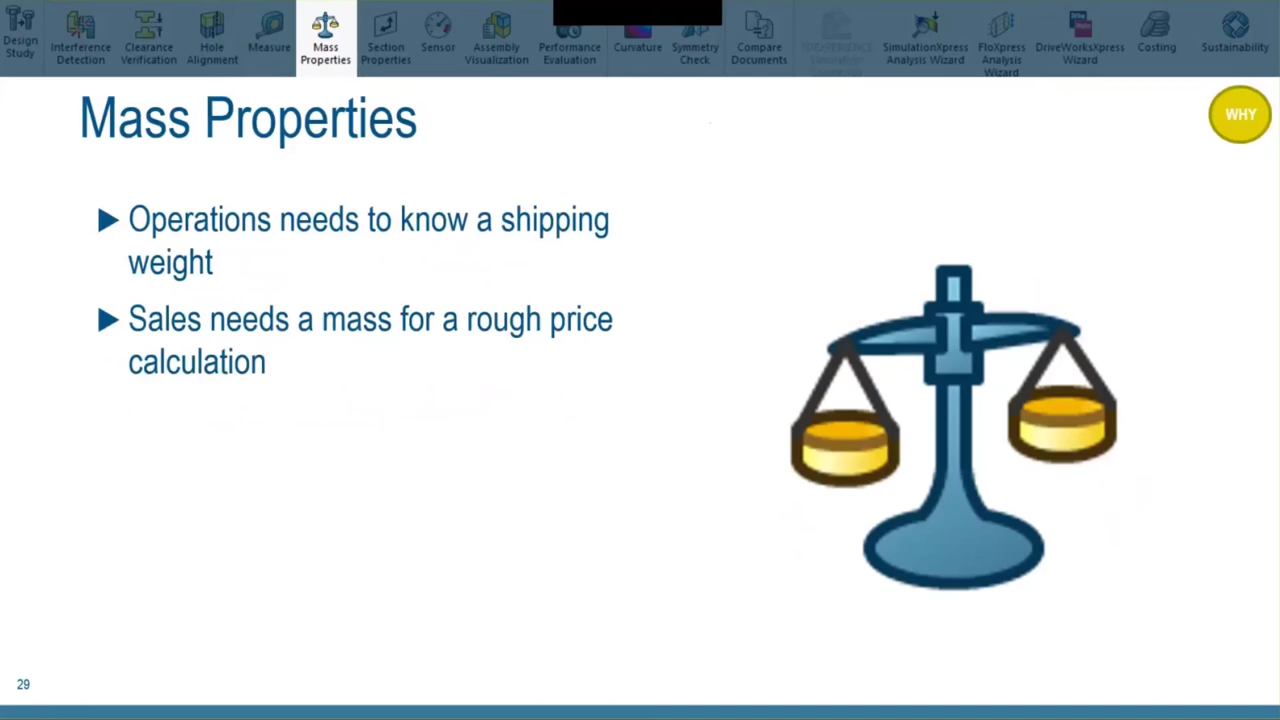 Design
Study
Interference
Detection
Clearance
Verification
Hole
Alignment
Measure
Mass
Properties
Section
Properties
Sensor
Assembly
Visualization
Performance
Evaluation
Curvature
Symmetry
Check
Compare
Documents
SimulationXpress
Analysis Wizard
FloXpress
Analysis
Wizard
DriveWorksXpress
Wizard
Costing
Sustainability
Mass Properties
WHY
Operations needs to know a shipping
weight
Sales needs a mass for a rough price
calculation
29